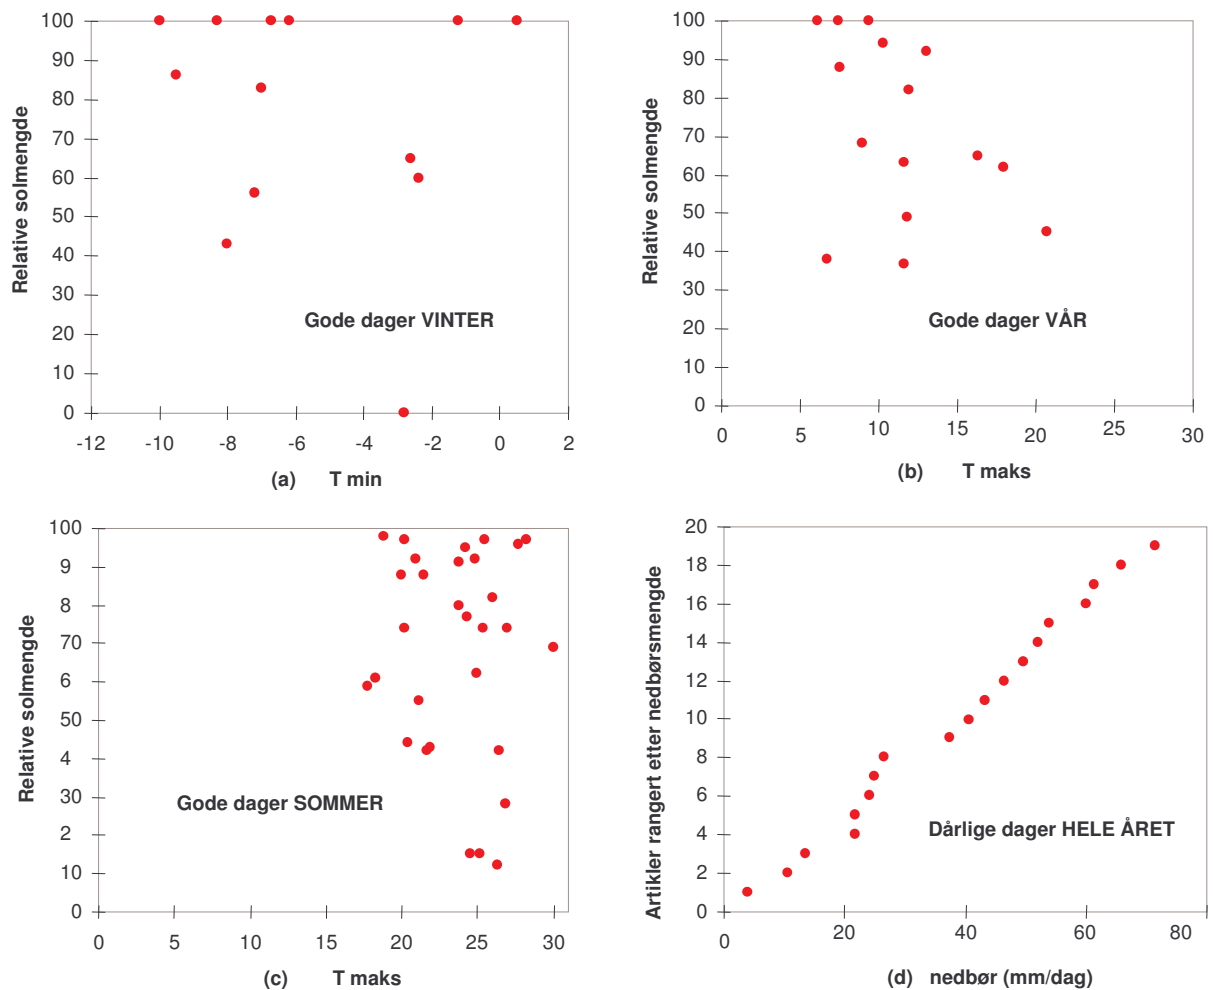 100
90
80
70
60
50
40
30
20
10
0
Relative solmengde
Gode dager VINTER
-12 -10 -8 -6 -4 -2 0 2
(a) T min
100
90
80
70
60
50
40
30
20
10
0
Relative solmengde
Gode dager VÅR
0 5 10 15 20 25 30
(b) T maks
100
9
8
70
6
50
4
30
2
10
0
Relative solmengde
Gode dager SOMMER
0 5 10 15 20 25 30
(c) T maks
20
18
16
14
12
10
8
6
4
2
0
Artikler rangert etter nedbørsmengde
Dårlige dager HELE ÅRET
0 20 40 60 80
(d) nedbør (mm/dag)